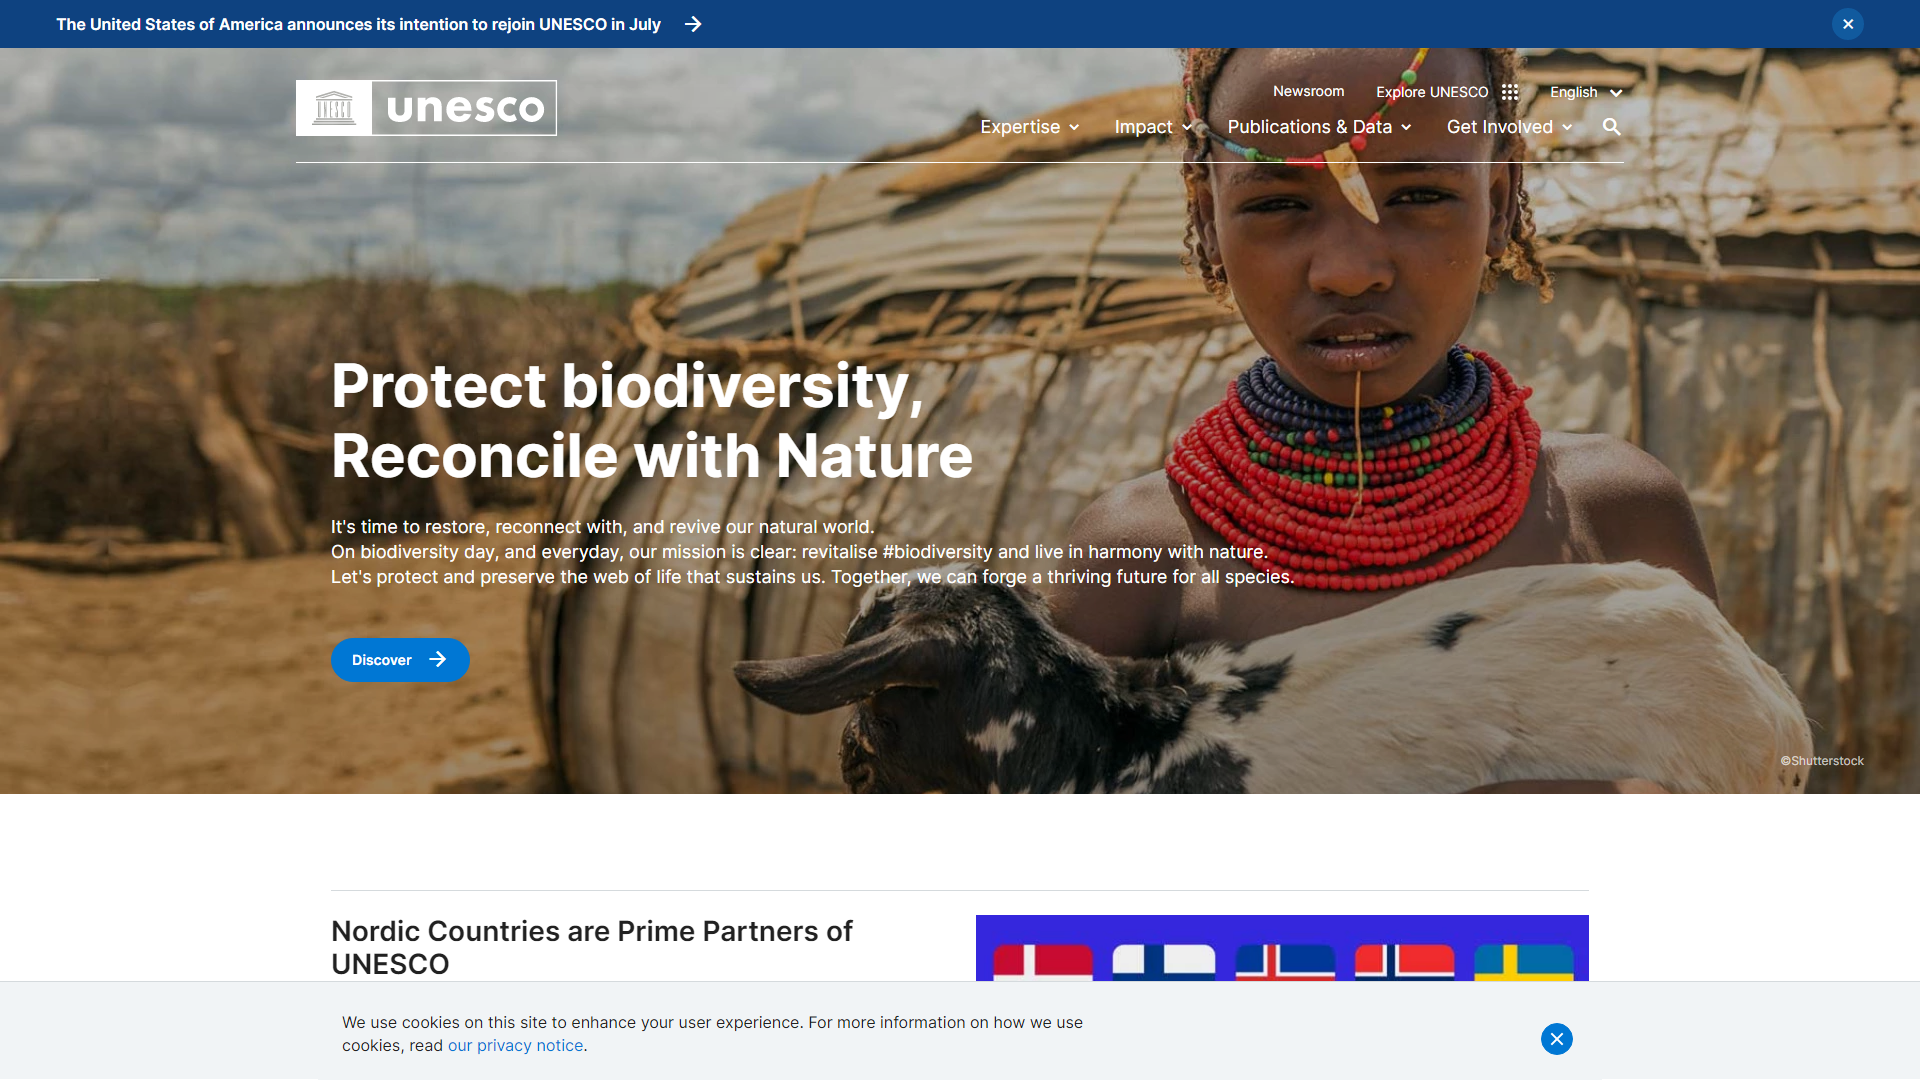 The United States of America announces its intention to rejoin UNESCO in July
unesco
Newsroom
Explore UNESCO
English
Expertise
Impact
Publications & Data
Get Involved
Protect biodiversity,
Reconcile with Nature
It's time to restore, reconnect with, and revive our natural world.
On biodiversity day, and everyday, our mission is clear: revitalise #biodiversity and live in harmony with nature.
Let's protect and preserve the web of life that sustains us. Together, we can forge a thriving future for all species.
Discover
©Shutterstock
Nordic Countries are Prime Partners of
UNESCO
We use cookies on this site to enhance your user experience. For more information on how we use
cookies, read our privacy notice.